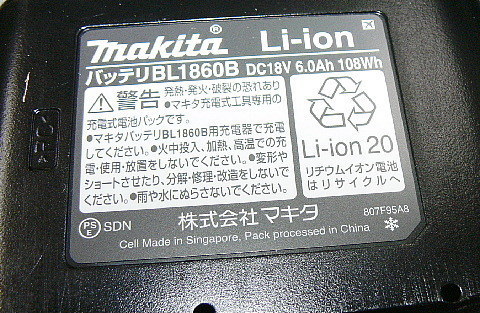 makita® Li-ion
バッテリBL1860B DC18V 6.0Ah 108Wh
警告 発熱・発火・破裂の恐れあり
●マキタ充電式工具専用の
充電式電池パックです。
●マキタバッテリBL1860B用充電器で充電
してください。●火中投入、加熱、高温での充
電・使用・放置をしないでください。●変形や
ショートさせたり、分解・修理・改造をしないで
ください。●雨や水にぬらさないでください。
Li-ion 20
リチウムイオン電池
はリサイクルへ
PS
E
SDN
株式会社マキタ
807F95A8
Cell Made in Singapore, Pack processed in China